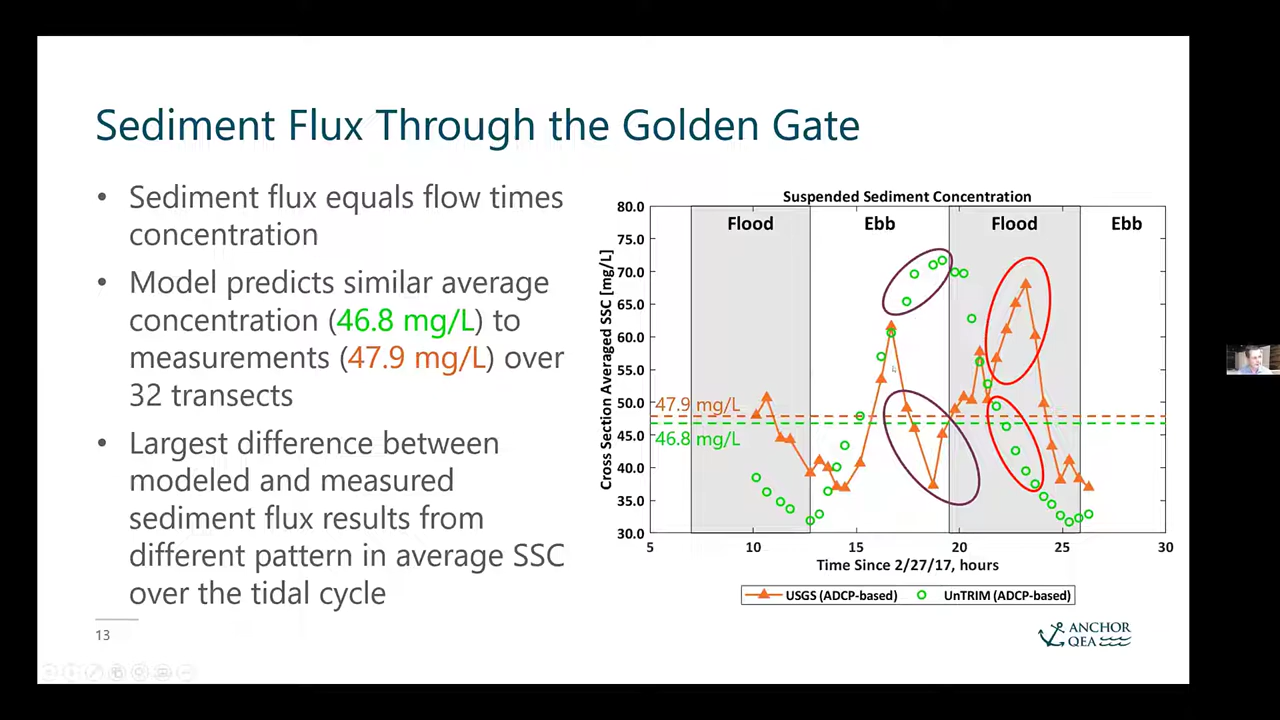 Sediment Flux Through the Golden Gate
• Sediment flux equals flow times
concentration
• Model predicts similar average
concentration (46.8 mg/L) to
measurements (47.9 mg/L) over
32 transects
• Largest difference between
modeled and measured
sediment flux results from
different pattern in average SSC
over the tidal cycle
13
Suspended Sediment Concentration
Flood Ebb Flood Ebb
80.0
75.0
70.0
65.0
60.0
55.0
50.0
45.0
40.0
35.0
30.0
Cross Section Averaged SSC [mg/L]
47.9 mg/L
46.8 mg/L
5 10 15 20 25 30
Time Since 2/27/17, hours
USGS (ADCP-based) UnTRIM (ADCP-based)
ANCHOR
QEA